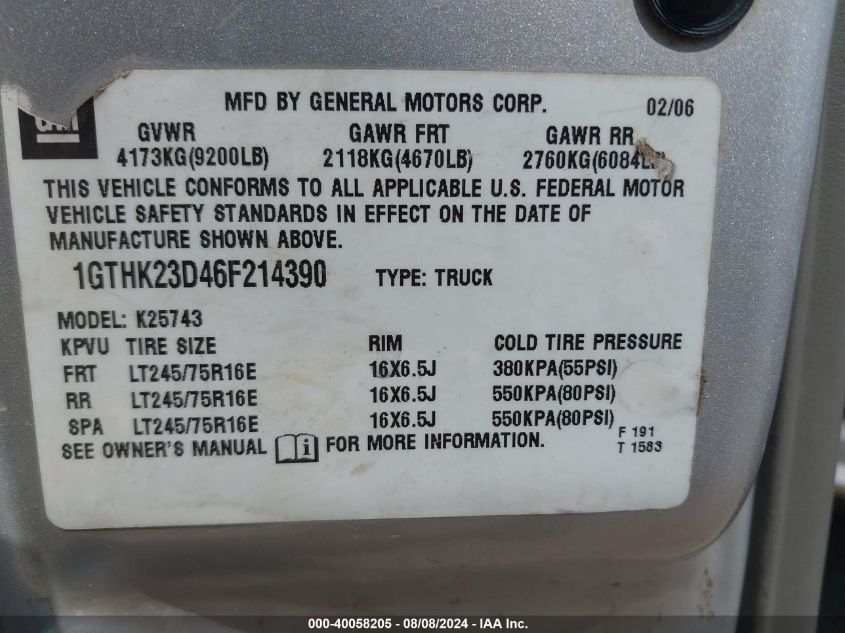 GM
MFD BY GENERAL MOTORS CORP. 02/06
GVWR GAWR FRT GAWR RR
4173KG(9200LB) 2118KG(4670LB) 2760KG(6084L
THIS VEHICLE CONFORMS TO ALL APPLICABLE U.S. FEDERAL MOTOR
VEHICLE SAFETY STANDARDS IN EFFECT ON THE DATE OF
MANUFACTURE SHOWN ABOVE.
1GTHK23D46F214390 TYPE: TRUCK
MODEL: K25743
KPVU TIRE SIZE RIM COLD TIRE PRESSURE
FRT LT245/75R16E 16X6.5J 380KPA(55PSI)
RR LT245/75R16E 16X6.5J 550KPA(80PSI)
SPA LT245/75R16E 16X6.5J 550KPA(80PSI)
SEE OWNER'S MANUAL i FOR MORE INFORMATION.
F 191
T 1583
000-40058205 - 08/08/2024 - IAA Inc.